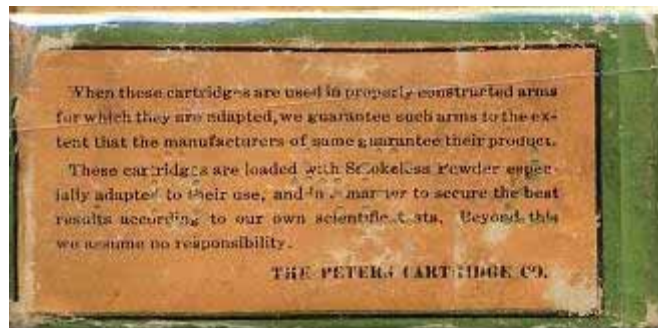 When these cartridges are used in properly constructed arms
for which they are adapted, we guarantee such arms to the ex-
tent that the manufacturers of same guarantee their product.
These cartridges are loaded with Smokeless Powder espec-
ially adapted to their use, and in a manner to secure the best
results according to our own scientific tests. Beyond this
we assume no responsibility.
THE PETERS CARTRIDGE CO.